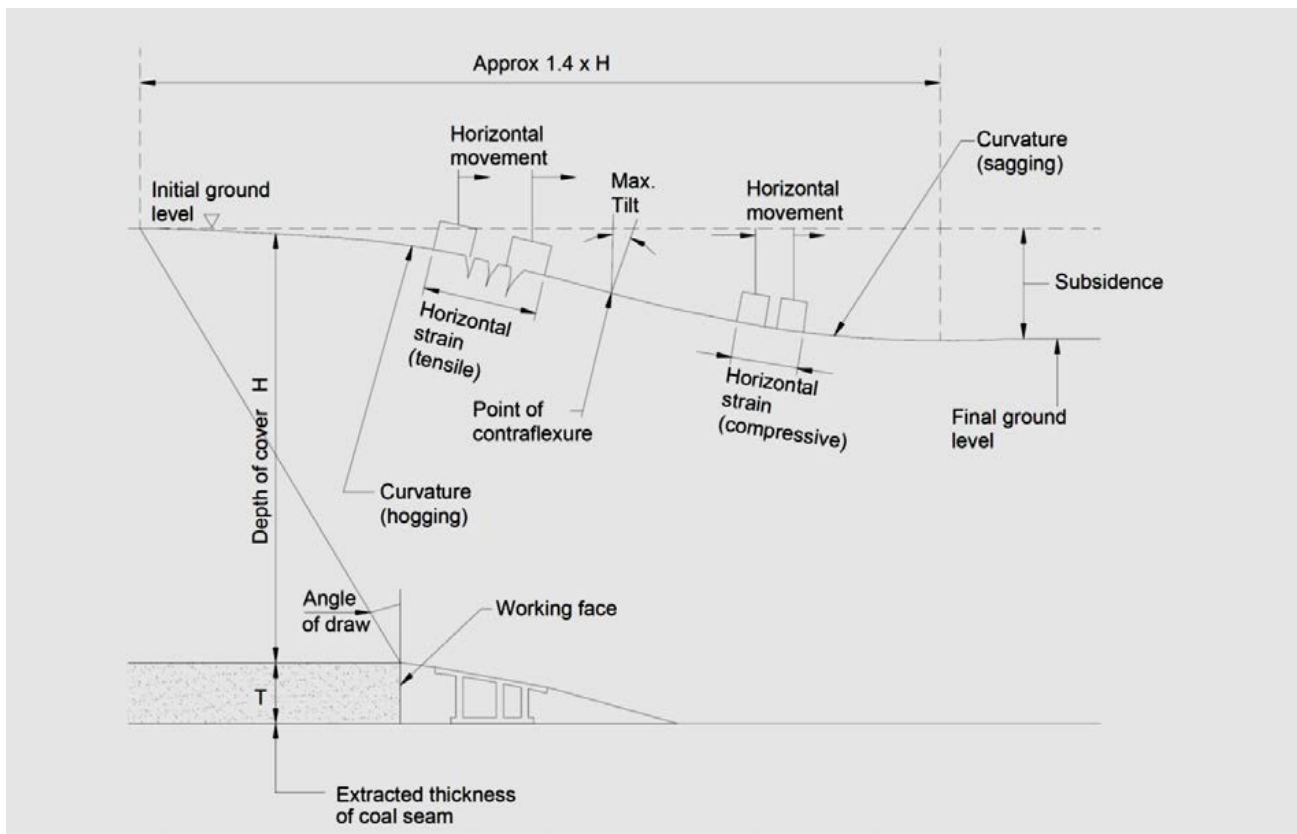 Approx 1.4 x H
Horizontal
movement
Curvature
(sagging)
Max.
Tilt
Horizontal
movement
Initial ground
level
Subsidence
Horizontal
strain
(tensile)
Horizontal
strain
(compressive)
Point of
contraflexure
Final ground
level
Depth of cover H
Curvature
(hogging)
Angle
of draw
Working face
T
Extracted thickness
of coal seam